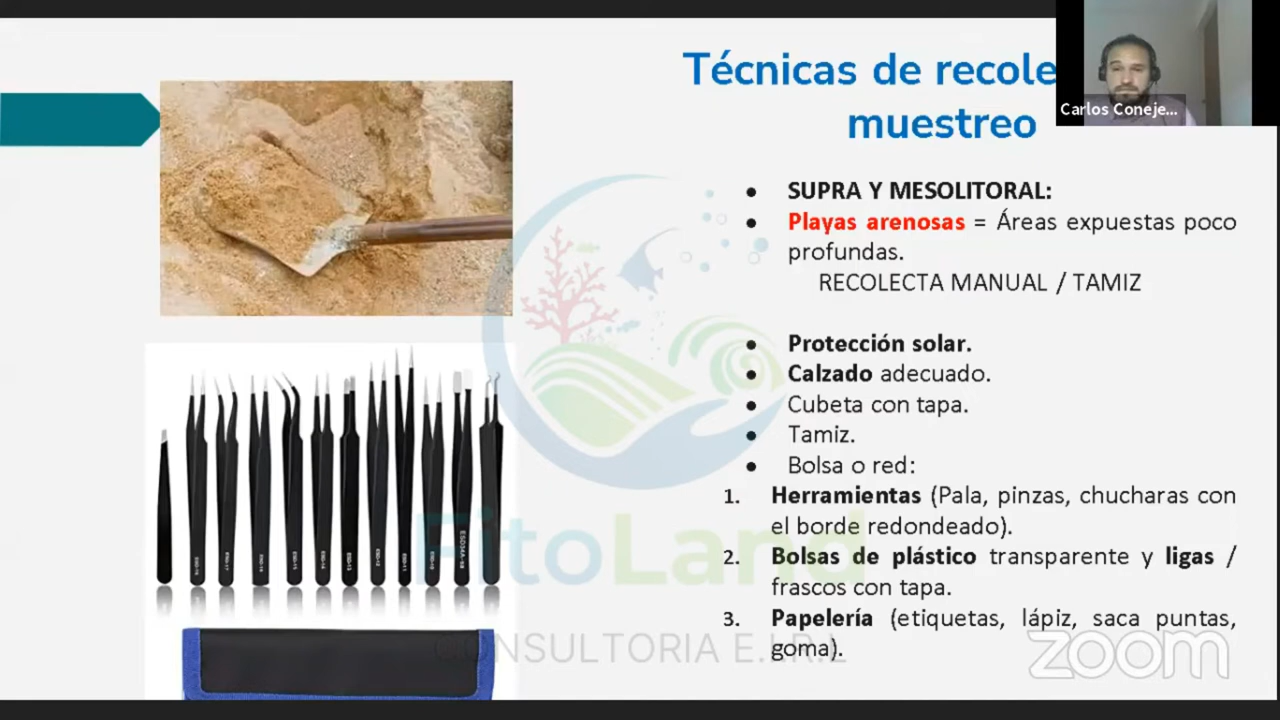 Técnicas de recole
muestreo
Carlos Coneje...
• SUPRA Y MESOLITORAL:
• Playas arenosas = Áreas expuestas poco
profundas.
RECOLECTA MANUAL / TAMIZ
• Protección solar.
• Calzado adecuado.
• Cubeta con tapa.
• Tamiz.
• Bolsa o red:
1. Herramientas (Pala, pinzas, chucharas con
el borde redondeado).
2. Bolsas de plástico transparente y ligas /
frascos con tapa.
3. Papelería (etiquetas, lápiz, saca puntas,
goma).
FitoLand
CONSULTORIA E.I.R.L
zoom